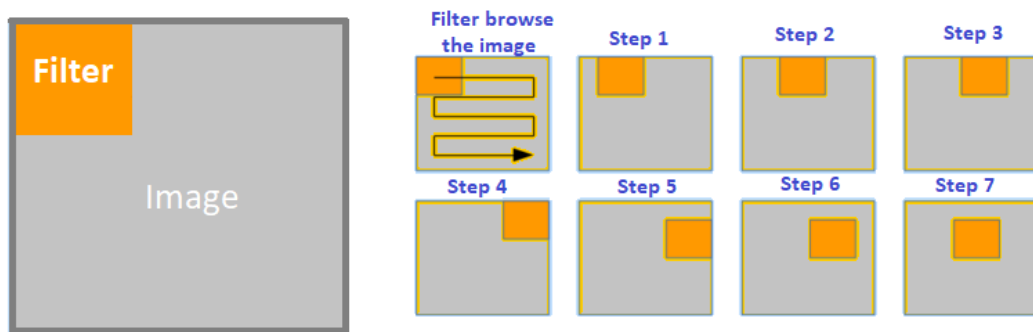 Filter
Image
Filter browse
the image
Step 1
Step 2
Step 3
Step 4
Step 5
Step 6
Step 7